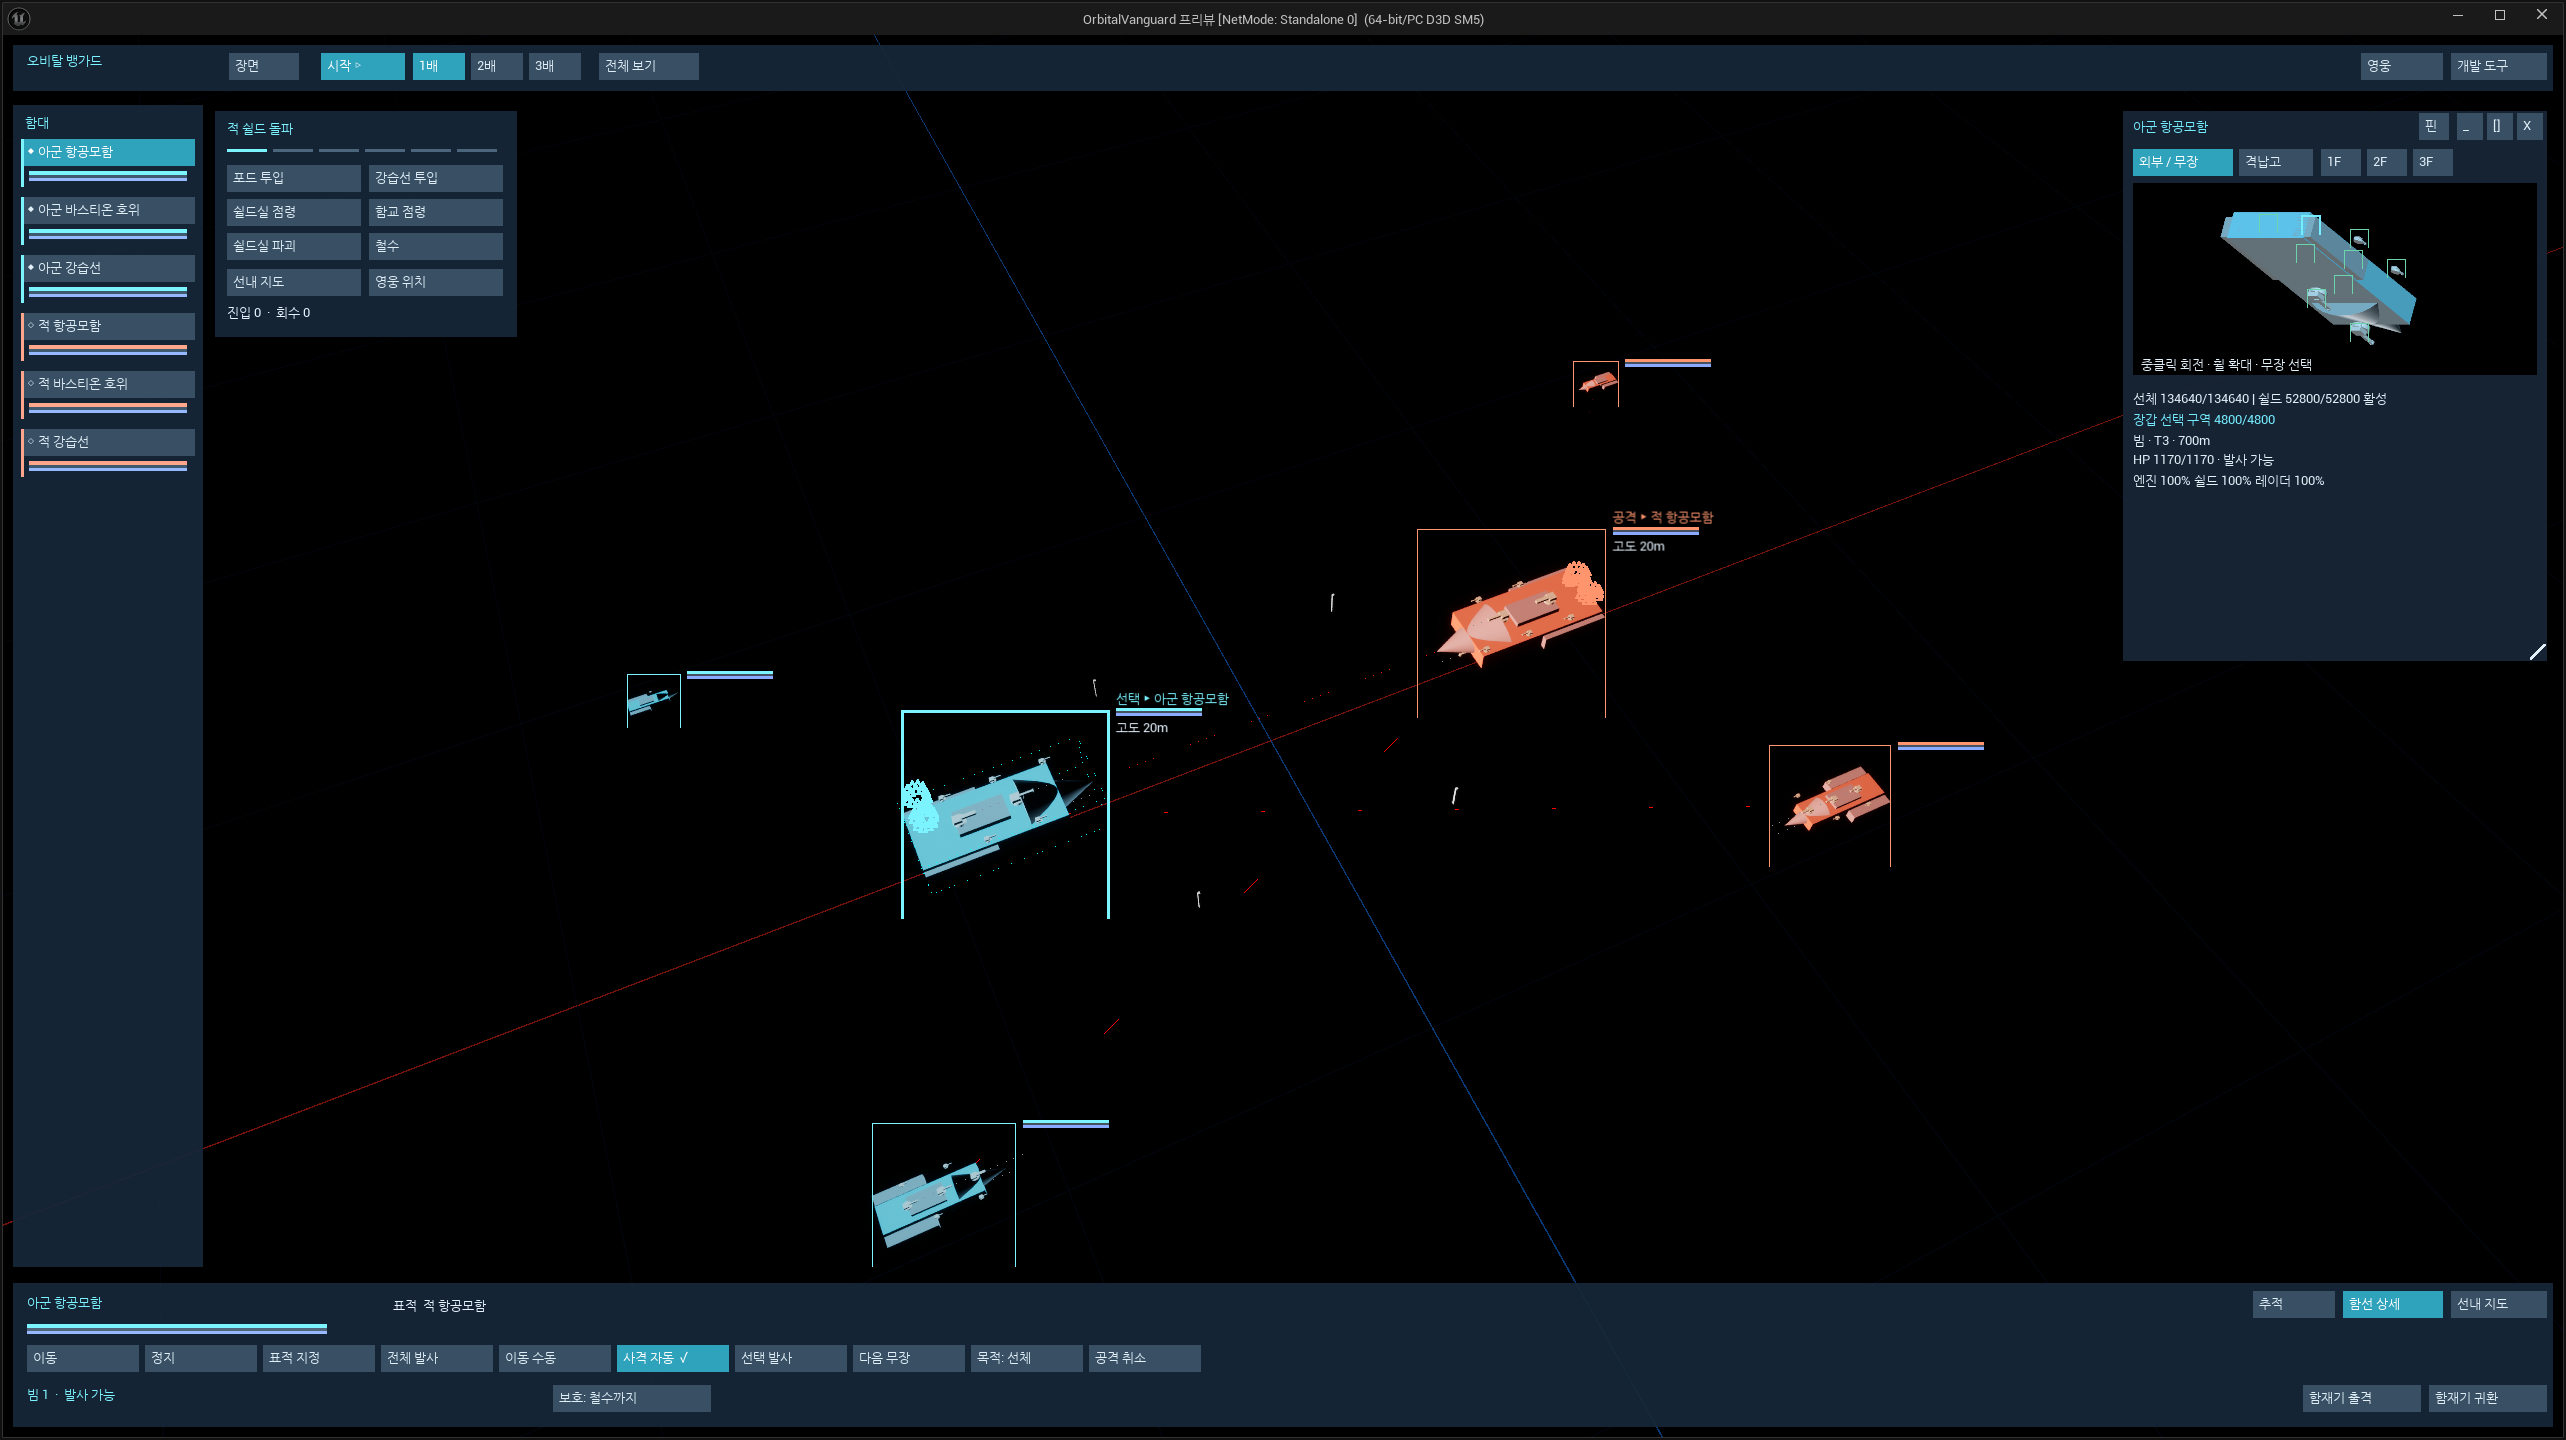 OrbitalVanguard 프리뷰 [NetMode: Standalone 0]  (64-bit/PC D3D SM5)
오비탈 뱅가드
장면
시작 ▷
1배
2배
3배
전체 보기
영웅
개발 도구
함대
◆ 아군 항공모함
◆ 아군 바스티온 호위
◆ 아군 강습선
◇ 적 항공모함
◇ 적 바스티온 호위
◇ 적 강습선
적 쉴드 돌파
포드 투입
강습선 투입
쉴드실 점령
함교 점령
쉴드실 파괴
철수
선내 지도
영웅 위치
진입 0 · 회수 0
공격 ▶ 적 항공모함
고도 20m
선택 ▶ 아군 항공모함
고도 20m
아군 항공모함
핀
_
[]
X
외부 / 무장
격납고
1F
2F
3F
중클릭 회전 · 휠 확대 · 무장 선택
선체 134640/134640 | 쉴드 52800/52800 활성
장갑 선택 구역 4800/4800
빔 · T3 · 700m
HP 1170/1170 · 발사 가능
엔진 100% 쉴드 100% 레이더 100%
아군 항공모함
표적  적 항공모함
추적
함선 상세
선내 지도
이동
정지
표적 지정
전체 발사
이동 수동
사격 자동 √
선택 발사
다음 무장
목적: 선체
공격 취소
빔 1 · 발사 가능
보호: 철수까지
함재기 출격
함재기 귀환